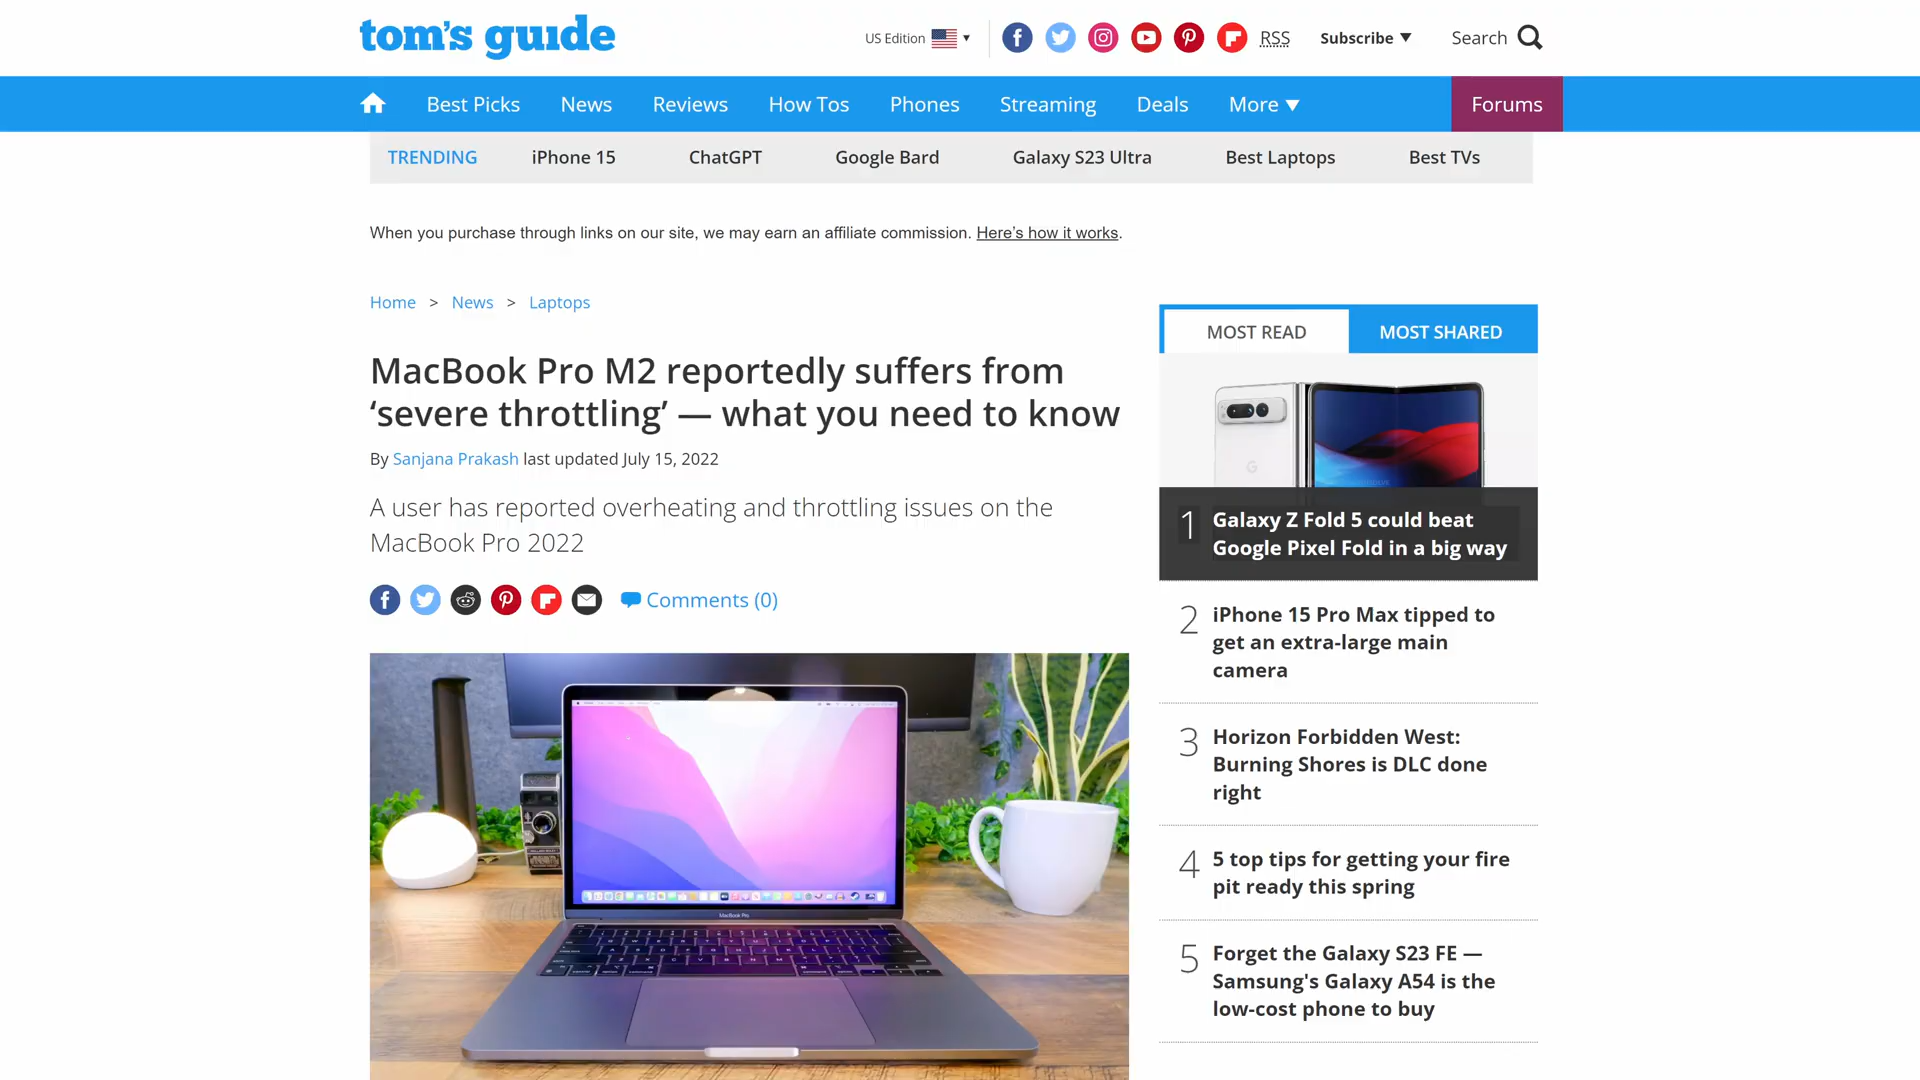 tom's guide
US Edition
RSS
Subscribe
Search
Best Picks
News
Reviews
How Tos
Phones
Streaming
Deals
More
Forums
TRENDING
iPhone 15
ChatGPT
Google Bard
Galaxy S23 Ultra
Best Laptops
Best TVs
When you purchase through links on our site, we may earn an affiliate commission. Here's how it works.
Home > News > Laptops
MacBook Pro M2 reportedly suffers from
‘severe throttling’ — what you need to know
By Sanjana Prakash last updated July 15, 2022
A user has reported overheating and throttling issues on the
MacBook Pro 2022
Comments (0)
MacBook Pro
MOST READ
MOST SHARED
1
Galaxy Z Fold 5 could beat
Google Pixel Fold in a big way
2
iPhone 15 Pro Max tipped to
get an extra-large main
camera
3
Horizon Forbidden West:
Burning Shores is DLC done
right
4
5 top tips for getting your fire
pit ready this spring
5
Forget the Galaxy S23 FE —
Samsung's Galaxy A54 is the
low-cost phone to buy